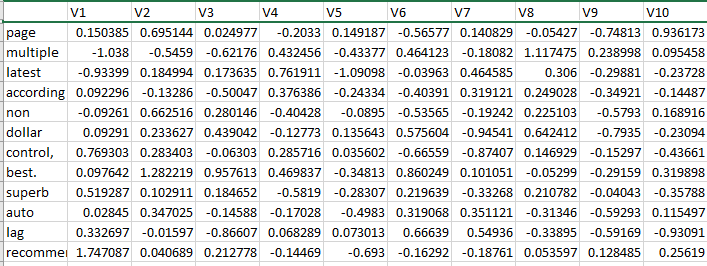 V1 V2 V3 V4 V5 V6 V7 V8 V9 V10
page 0.150385 0.695144 0.024977 -0.2033 0.149187 -0.56577 0.140829 -0.05427 -0.74813 0.936173
multiple -1.038 -0.5459 -0.62176 0.432456 -0.43377 0.464123 -0.18082 1.117475 0.238998 0.095458
latest -0.93399 0.184994 0.173635 0.761911 -1.09098 -0.03963 0.464585 0.306 -0.29881 -0.23728
according 0.092296 -0.13286 -0.50047 0.376386 -0.24334 -0.40391 0.319121 0.249028 -0.34921 -0.14487
non -0.09261 0.662516 0.280146 -0.40428 -0.0895 -0.53565 -0.19242 0.225103 -0.5793 0.168916
dollar 0.09291 0.233627 0.439042 -0.12773 0.135643 0.575604 -0.94541 0.642412 -0.7935 -0.23094
control, 0.769303 0.283403 -0.06303 0.285716 0.035602 -0.66559 -0.87407 0.146929 -0.15297 -0.43661
best. 0.097642 1.282219 0.957613 0.469837 -0.34813 0.860249 0.101051 -0.05299 -0.29159 0.319898
superb 0.519287 0.102911 0.184652 -0.5819 -0.28307 0.219639 -0.33268 0.210782 -0.04043 -0.35788
auto 0.02845 0.347025 -0.14588 -0.17028 -0.4983 0.319068 0.351121 -0.31346 -0.59293 0.115497
lag 0.332697 -0.01597 -0.86607 0.068289 0.073013 0.66639 0.54936 -0.33895 -0.59169 -0.93091
recommer 1.747087 0.040689 0.212778 -0.14469 -0.693 -0.16292 -0.18761 0.053597 0.128485 0.25619